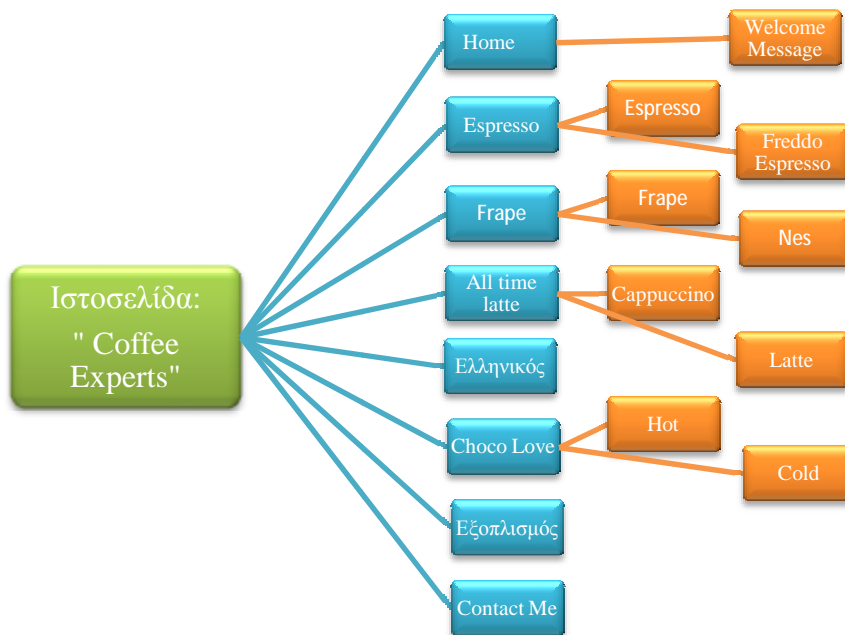 Home
Welcome
Message
Espresso
Espresso
Freddo
Espresso
Frape
Frape
Nes
Ιστοσελίδα:
" Coffee
Experts"
All time
latte
Cappuccino
Latte
Ελληνικός
Choco Love
Hot
Cold
Εξοπλισμός
Contact Me